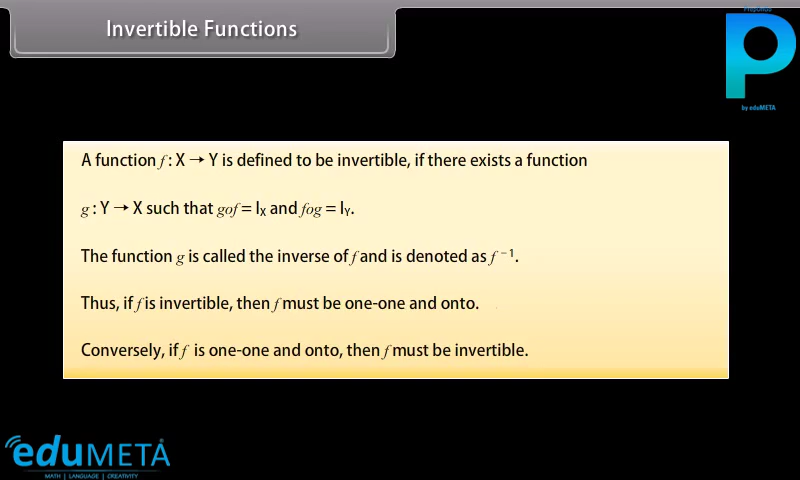 Invertible Functions
by eduMETA
A function f : X → Y is defined to be invertible, if there exists a function
g : Y → X such that gof = Iₓ and fog = Iᵧ.
The function g is called the inverse of f and is denoted as f ⁻¹.
Thus, if f is invertible, then f must be one-one and onto.
Conversely, if f is one-one and onto, then f must be invertible.
eduMETA
MATH | LANGUAGE | CREATIVITY